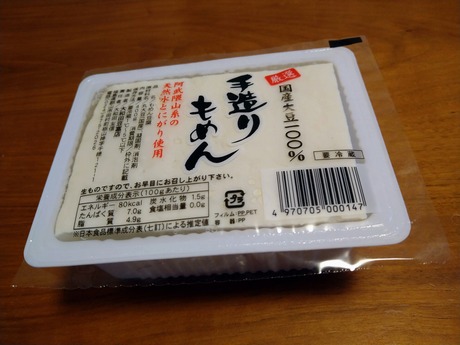 厳選
国産大豆一〇〇%
手造り
もめん
阿武隈山系の
天然水とにがり使用
要冷蔵
生ものですので、お早目にお召し上がり下さい。
栄養成分表示(100gあたり)
エネルギー 80kcal 炭水化物 1.5g
たんぱく質 7.0g 食塩相当量 0.0g
脂質 4.9g
※日本食品標準成分表(七訂)による推定値
プラ
フィルム:PP,PET
容器:PP
4 970705 000147